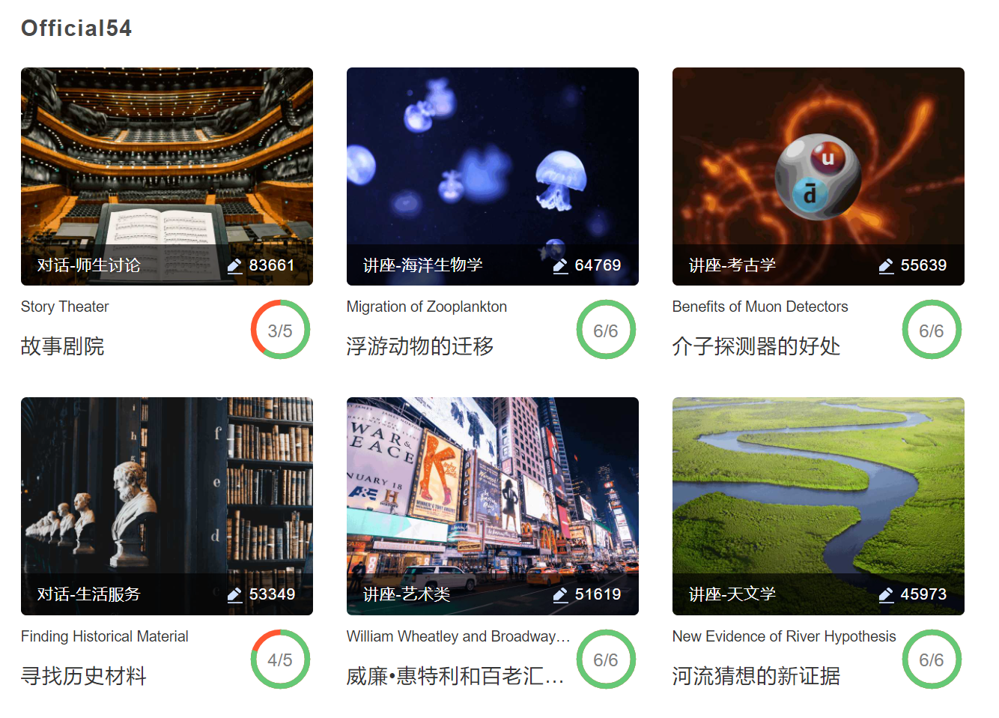 Official54
对话-师生讨论 83661
讲座-海洋生物学 64769
u
d̄
讲座-考古学 55639
Story Theater
3/5
故事剧院
Migration of Zooplankton
6/6
浮游动物的迁移
Benefits of Muon Detectors
6/6
介子探测器的好处
h
f
e
d
对话-生活服务 53349
WAR &
PEACE
JANUARY 18
A&E H
PALACE
讲座-艺术类 51619
讲座-天文学 45973
Finding Historical Material
4/5
寻找历史材料
William Wheatley and Broadway…
6/6
威廉•惠特利和百老汇…
New Evidence of River Hypothesis
6/6
河流猜想的新证据